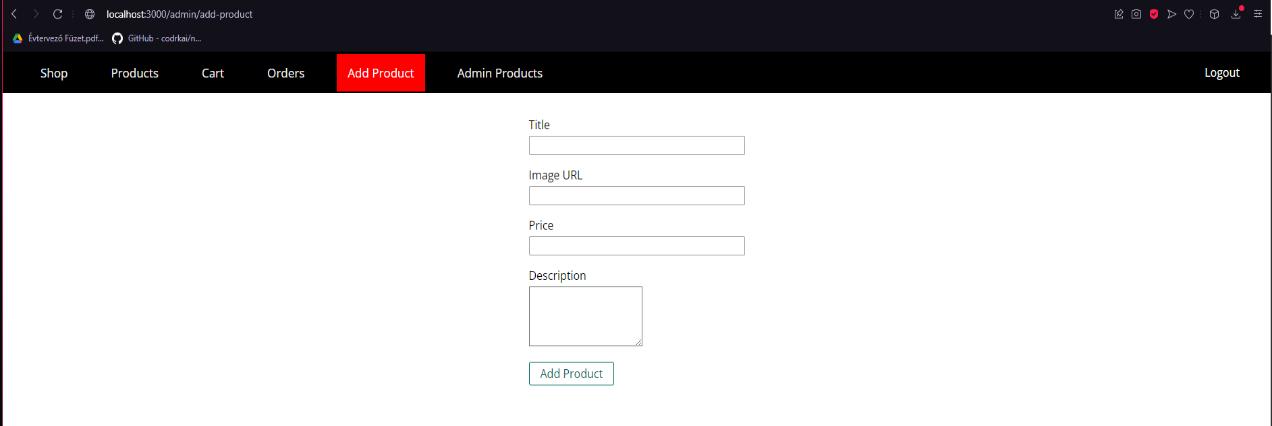 localhost:3000/admin/add-product
Évtervező Füzet.pdf... GitHub - codrkai/n...
Shop Products Cart Orders Add Product Admin Products Logout
Title
Image URL
Price
Description
Add Product